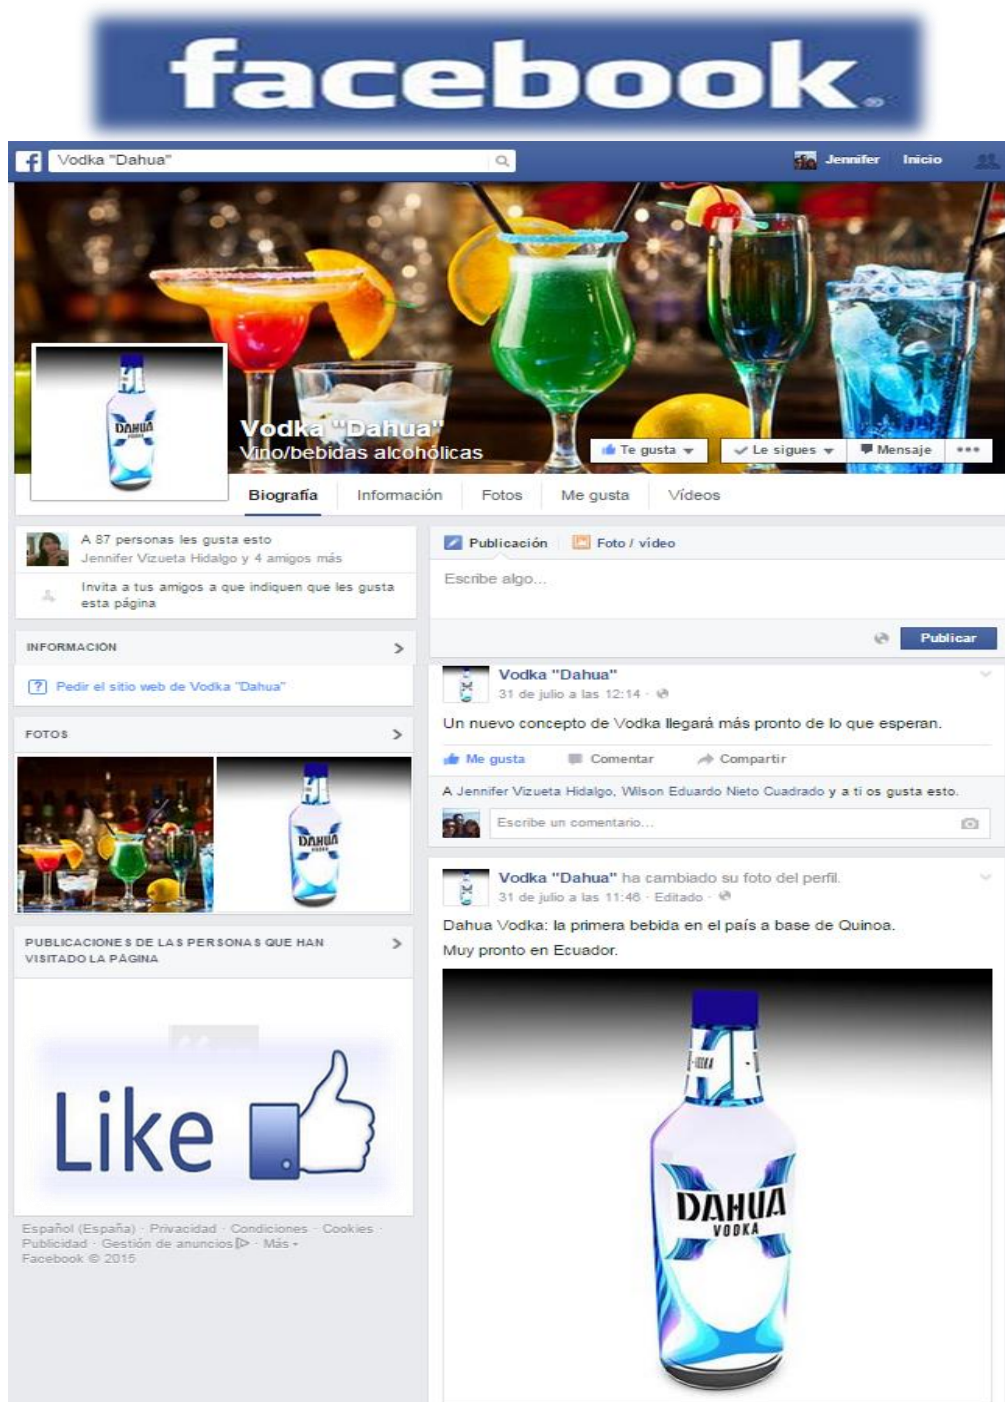 facebook®
Vodka "Dahua"
Jennifer Inicio
Vodka "Dahua"
Vino/bebidas alcohólicas
Te gusta
Le sigues
Mensaje
DAHUA
VODKA
Biografía Información Fotos Me gusta Vídeos
A 87 personas les gusta esto
Jennifer Vizueta Hidalgo y 4 amigos más
Invita a tus amigos a que indiquen que les gusta
esta página
INFORMACIÓN
Pedir el sitio web de Vodka "Dahua"
FOTOS
DAHUA
VODKA
PUBLICACIONES DE LAS PERSONAS QUE HAN
VISITADO LA PÁGINA
Like
Español (España) · Privacidad · Condiciones · Cookies ·
Publicidad · Gestión de anuncios · Más
Facebook © 2015
Publicación Foto / vídeo
Escribe algo...
Publicar
Vodka "Dahua"
31 de julio a las 12:14 ·
Un nuevo concepto de Vodka llegará más pronto de lo que esperan.
Me gusta Comentar Compartir
A Jennifer Vizueta Hidalgo, Wilson Eduardo Nieto Cuadrado y a ti os gusta esto.
Escribe un comentario...
Vodka "Dahua" ha cambiado su foto del perfil.
31 de julio a las 11:46 · Editado ·
Dahua Vodka: la primera bebida en el país a base de Quinoa.
Muy pronto en Ecuador.
DAHUA
VODKA